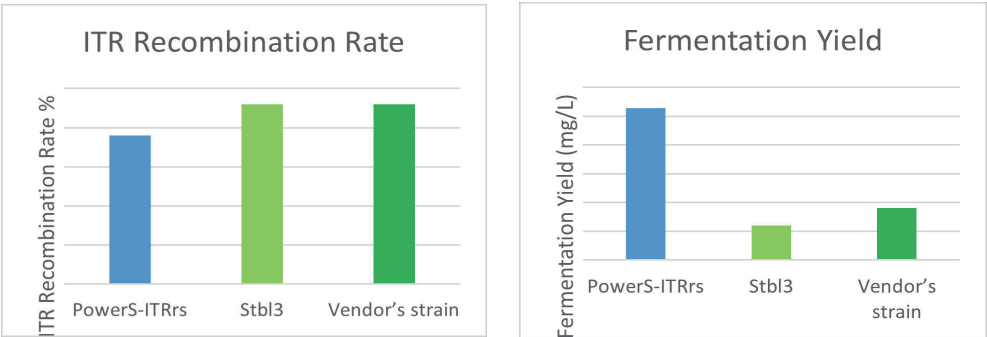 ITR Recombination Rate
ITR Recombination Rate %
PowerS-ITRrs
Stbl3
Vendor's strain
Fermentation Yield
Fermentation Yield (mg/L)
PowerS-ITRrs
Stbl3
Vendor's
strain